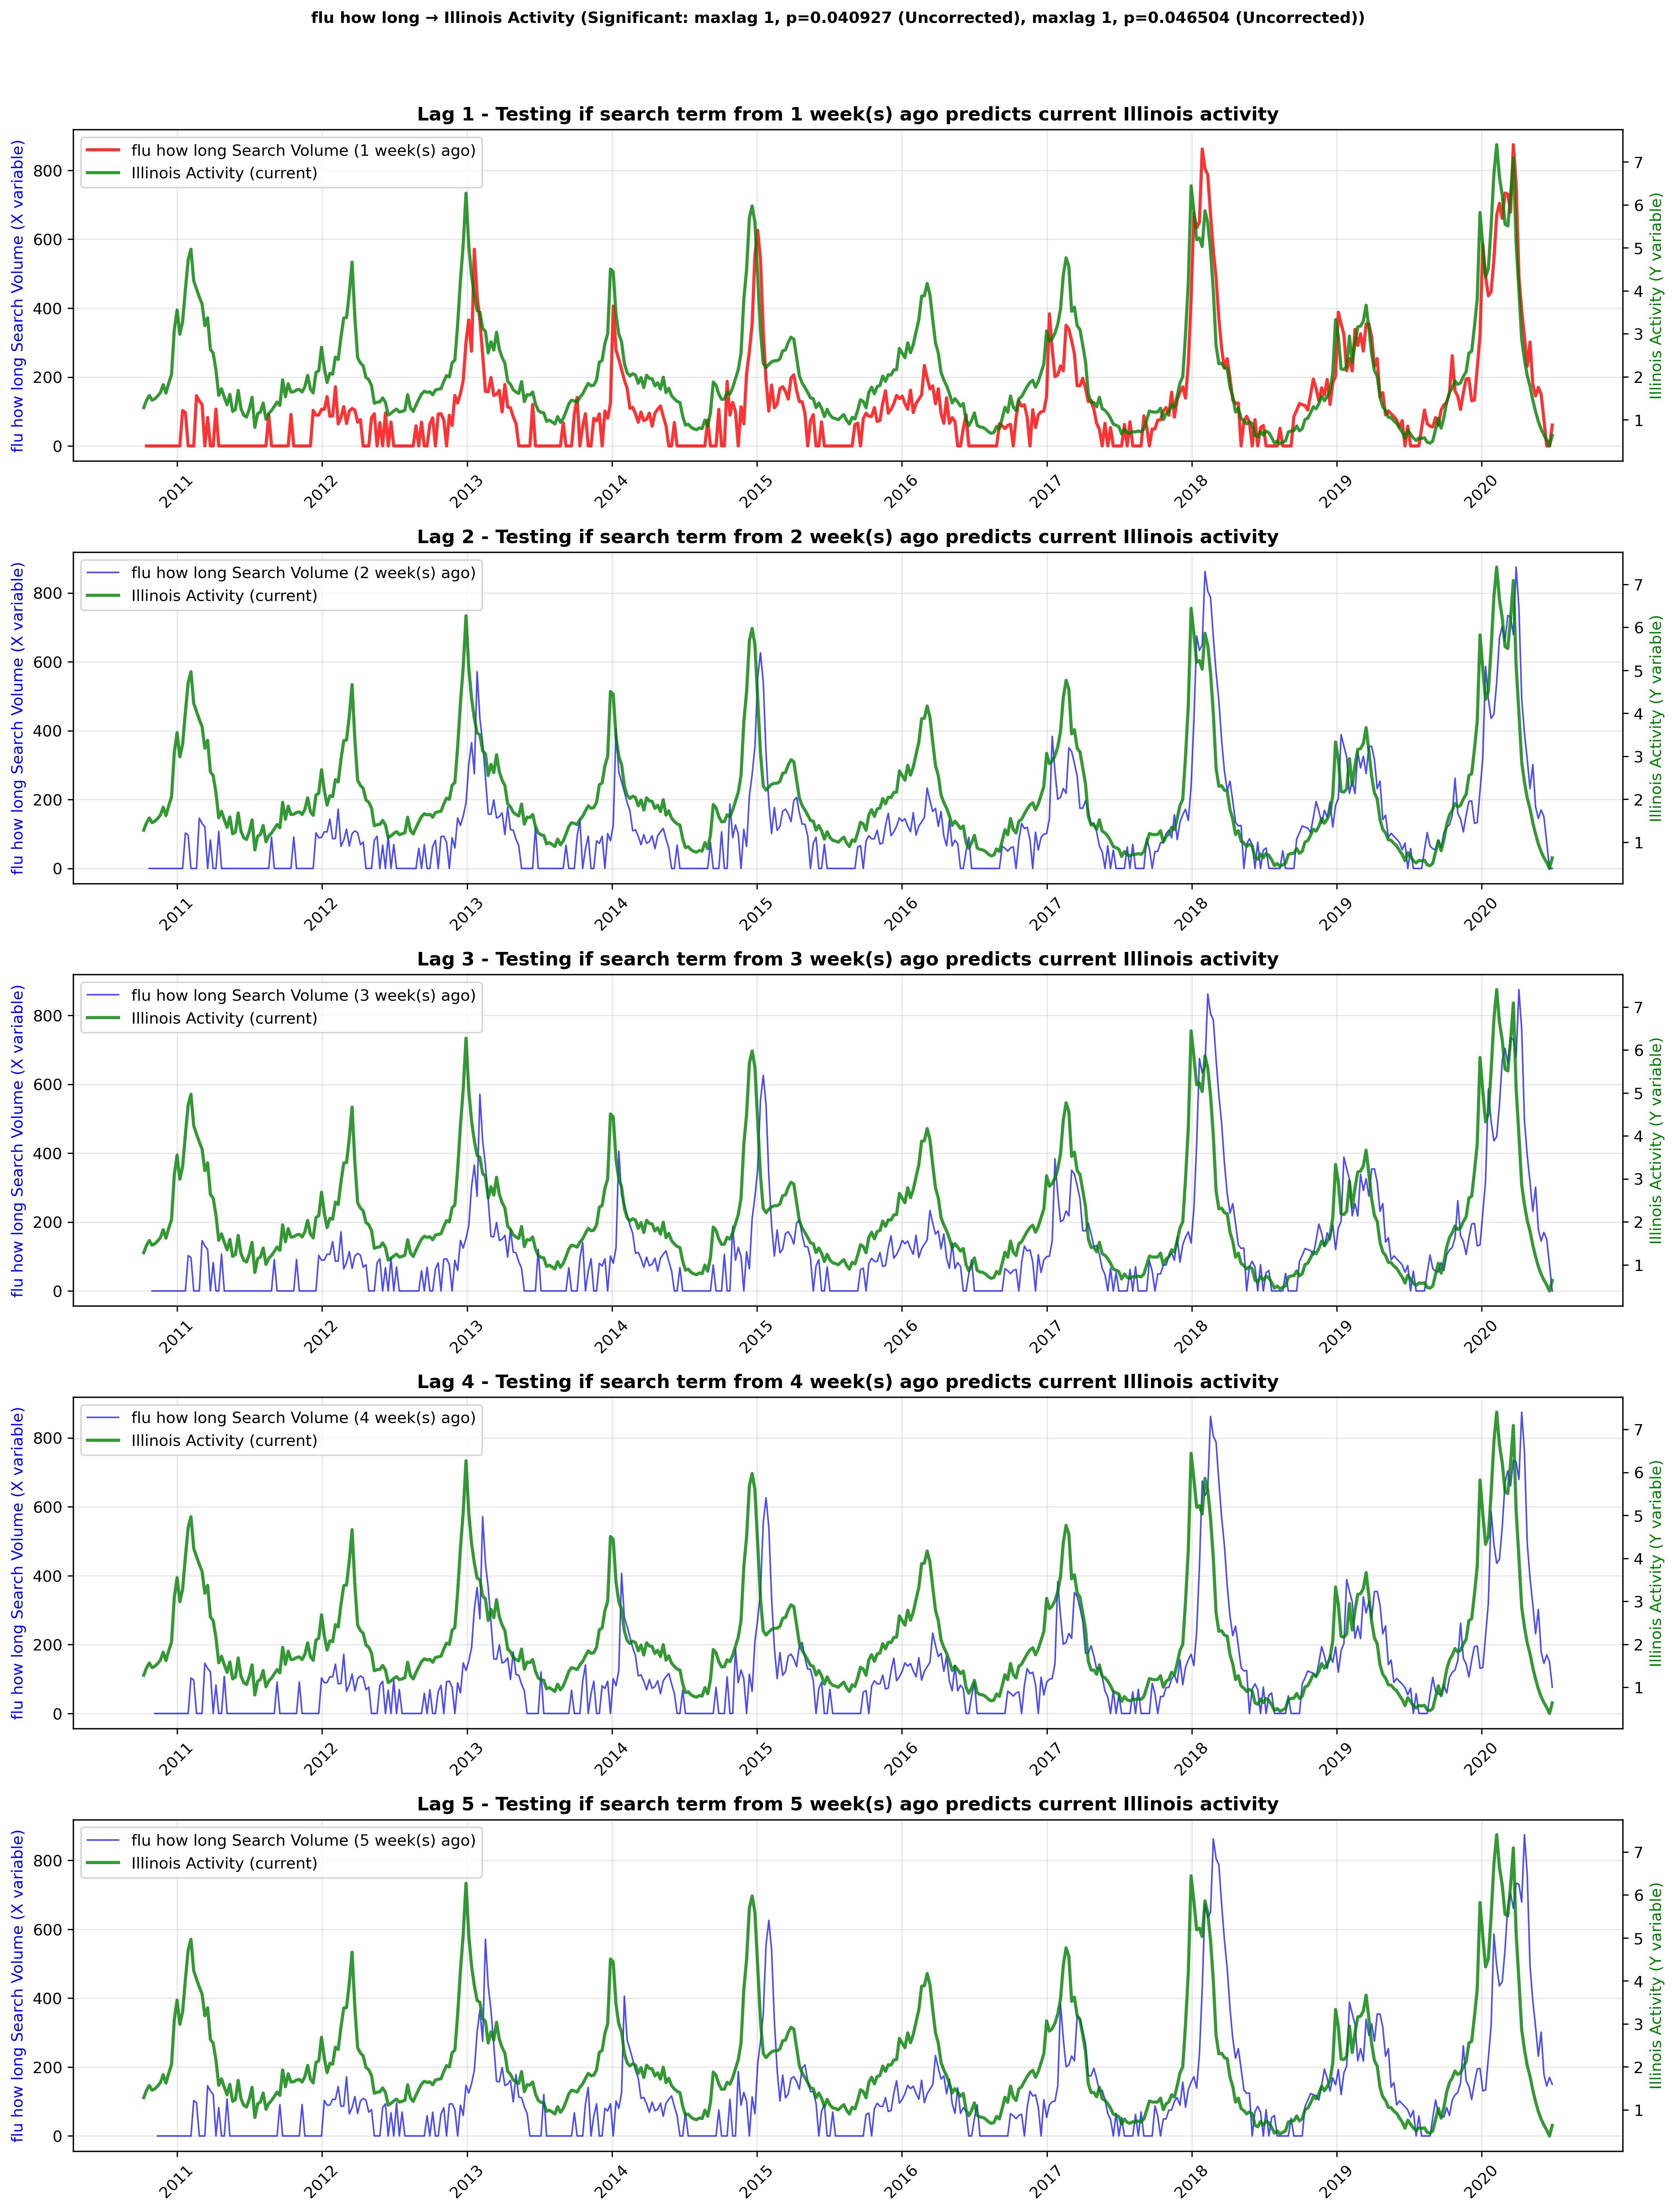 flu how long → Illinois Activity (Significant: maxlag 1, p=0.040927 (Uncorrected), maxlag 1, p=0.046504 (Uncorrected))
Lag 1 - Testing if search term from 1 week(s) ago predicts current Illinois activity
flu how long Search Volume (X variable)
800
600
400
200
0
flu how long Search Volume (1 week(s) ago)
Illinois Activity (current)
7
6
5
4
3
2
1
Illinois Activity (Y variable)
2011 2012 2013 2014 2015 2016 2017 2018 2019 2020
Lag 2 - Testing if search term from 2 week(s) ago predicts current Illinois activity
flu how long Search Volume (X variable)
800
600
400
200
0
flu how long Search Volume (2 week(s) ago)
Illinois Activity (current)
7
6
5
4
3
2
1
Illinois Activity (Y variable)
2011 2012 2013 2014 2015 2016 2017 2018 2019 2020
Lag 3 - Testing if search term from 3 week(s) ago predicts current Illinois activity
flu how long Search Volume (X variable)
800
600
400
200
0
flu how long Search Volume (3 week(s) ago)
Illinois Activity (current)
7
6
5
4
3
2
1
Illinois Activity (Y variable)
2011 2012 2013 2014 2015 2016 2017 2018 2019 2020
Lag 4 - Testing if search term from 4 week(s) ago predicts current Illinois activity
flu how long Search Volume (X variable)
800
600
400
200
0
flu how long Search Volume (4 week(s) ago)
Illinois Activity (current)
7
6
5
4
3
2
1
Illinois Activity (Y variable)
2011 2012 2013 2014 2015 2016 2017 2018 2019 2020
Lag 5 - Testing if search term from 5 week(s) ago predicts current Illinois activity
flu how long Search Volume (X variable)
800
600
400
200
0
flu how long Search Volume (5 week(s) ago)
Illinois Activity (current)
7
6
5
4
3
2
1
Illinois Activity (Y variable)
2011 2012 2013 2014 2015 2016 2017 2018 2019 2020